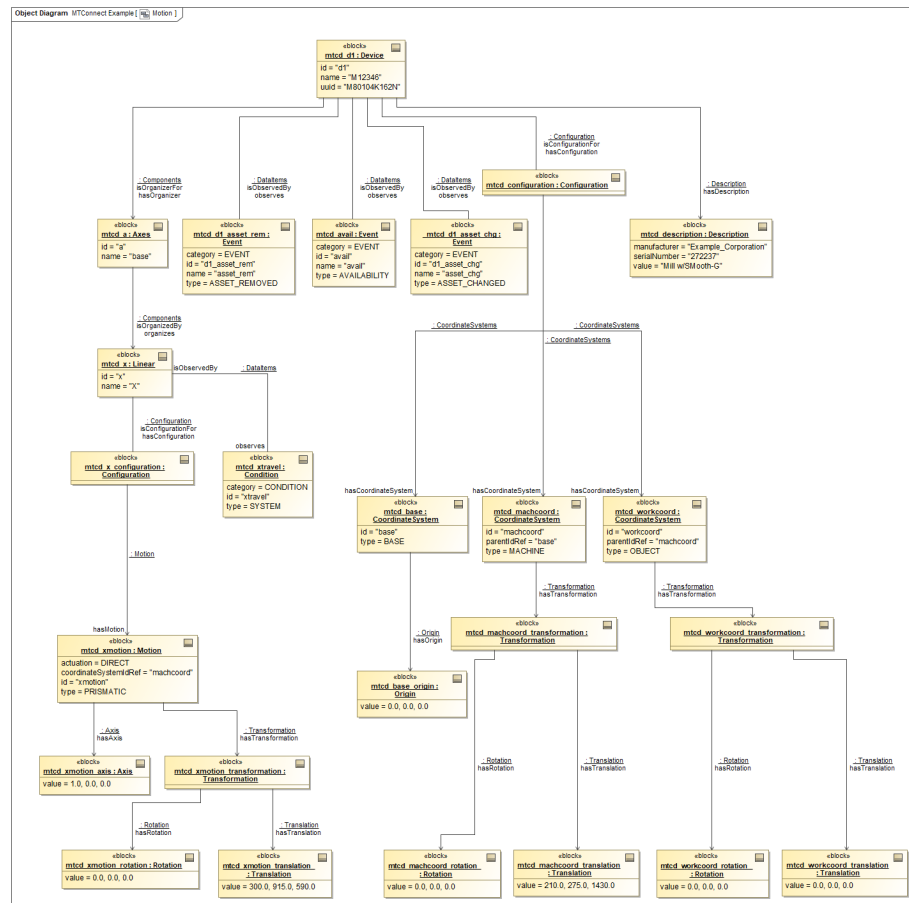 Object Diagram MTConnect Example [ Motion ]
«block»
mtcd_d1 : Device
id = "d1"
name = "M12346"
uuid = "M80104K162N"
: Components
isOrganizerFor
hasOrganizer
: DataItems
isObservedBy
observes
: DataItems
isObservedBy
observes
: DataItems
isObservedBy
observes
: Configuration
isConfigurationFor
hasConfiguration
: Description
hasDescription
«block»
mtcd_configuration : Configuration
«block»
mtcd_a : Axes
id = "a"
name = "base"
«block»
mtcd_d1_asset_rem :
Event
category = EVENT
id = "d1_asset_rem"
name = "asset_rem"
type = ASSET_REMOVED
«block»
mtcd_avail : Event
category = EVENT
id = "avail"
name = "avail"
type = AVAILABILITY
«block»
mtcd_d1_asset_chg :
Event
category = EVENT
id = "d1_asset_chg"
name = "asset_chg"
type = ASSET_CHANGED
«block»
mtcd_description : Description
manufacturer = "Example_Corporation"
serialNumber = "272237"
value = "Mill w/SMooth-G"
: Components
isOrganizedBy
organizes
: CoordinateSystems
: CoordinateSystems
: CoordinateSystems
«block»
mtcd_x : Linear
id = "x"
name = "X"
isObservedBy
: DataItems
: Configuration
isConfigurationFor
hasConfiguration
observes
«block»
mtcd_x_configuration :
Configuration
«block»
mtcd_xtravel :
Condition
category = CONDITION
id = "xtravel"
type = SYSTEM
hasCoordinateSystem
hasCoordinateSystem
hasCoordinateSystem
«block»
mtcd_base :
CoordinateSystem
id = "base"
type = BASE
«block»
mtcd_machcoord :
CoordinateSystem
id = "machcoord"
parentIdRef = "base"
type = MACHINE
«block»
mtcd_workcoord :
CoordinateSystem
id = "workcoord"
parentIdRef = "machcoord"
type = OBJECT
: Motion
hasMotion
: Transformation
hasTransformation
: Transformation
hasTransformation
: Origin
hasOrigin
«block»
mtcd_xmotion : Motion
actuation = DIRECT
coordinateSystemIdRef = "machcoord"
id = "xmotion"
type = PRISMATIC
«block»
mtcd_machcoord_transformation :
Transformation
«block»
mtcd_workcoord_transformation :
Transformation
«block»
mtcd_base_origin :
Origin
value = 0.0, 0.0, 0.0
: Axis
hasAxis
: Transformation
hasTransformation
: Rotation
hasRotation
: Translation
hasTranslation
: Rotation
hasRotation
: Translation
hasTranslation
«block»
mtcd_xmotion_axis : Axis
value = 1.0, 0.0, 0.0
«block»
mtcd_xmotion_transformation :
Transformation
: Rotation
hasRotation
: Translation
hasTranslation
«block»
mtcd_xmotion_rotation : Rotation
value = 0.0, 0.0, 0.0
«block»
mtcd_xmotion_translation
: Translation
value = 300.0, 915.0, 590.0
«block»
mtcd_machcoord_rotation
: Rotation
value = 0.0, 0.0, 0.0
«block»
mtcd_machcoord_translation
: Translation
value = 210.0, 275.0, 1430.0
«block»
mtcd_workcoord_rotation
: Rotation
value = 0.0, 0.0, 0.0
«block»
mtcd_workcoord_translation
: Translation
value = 0.0, 0.0, 0.0